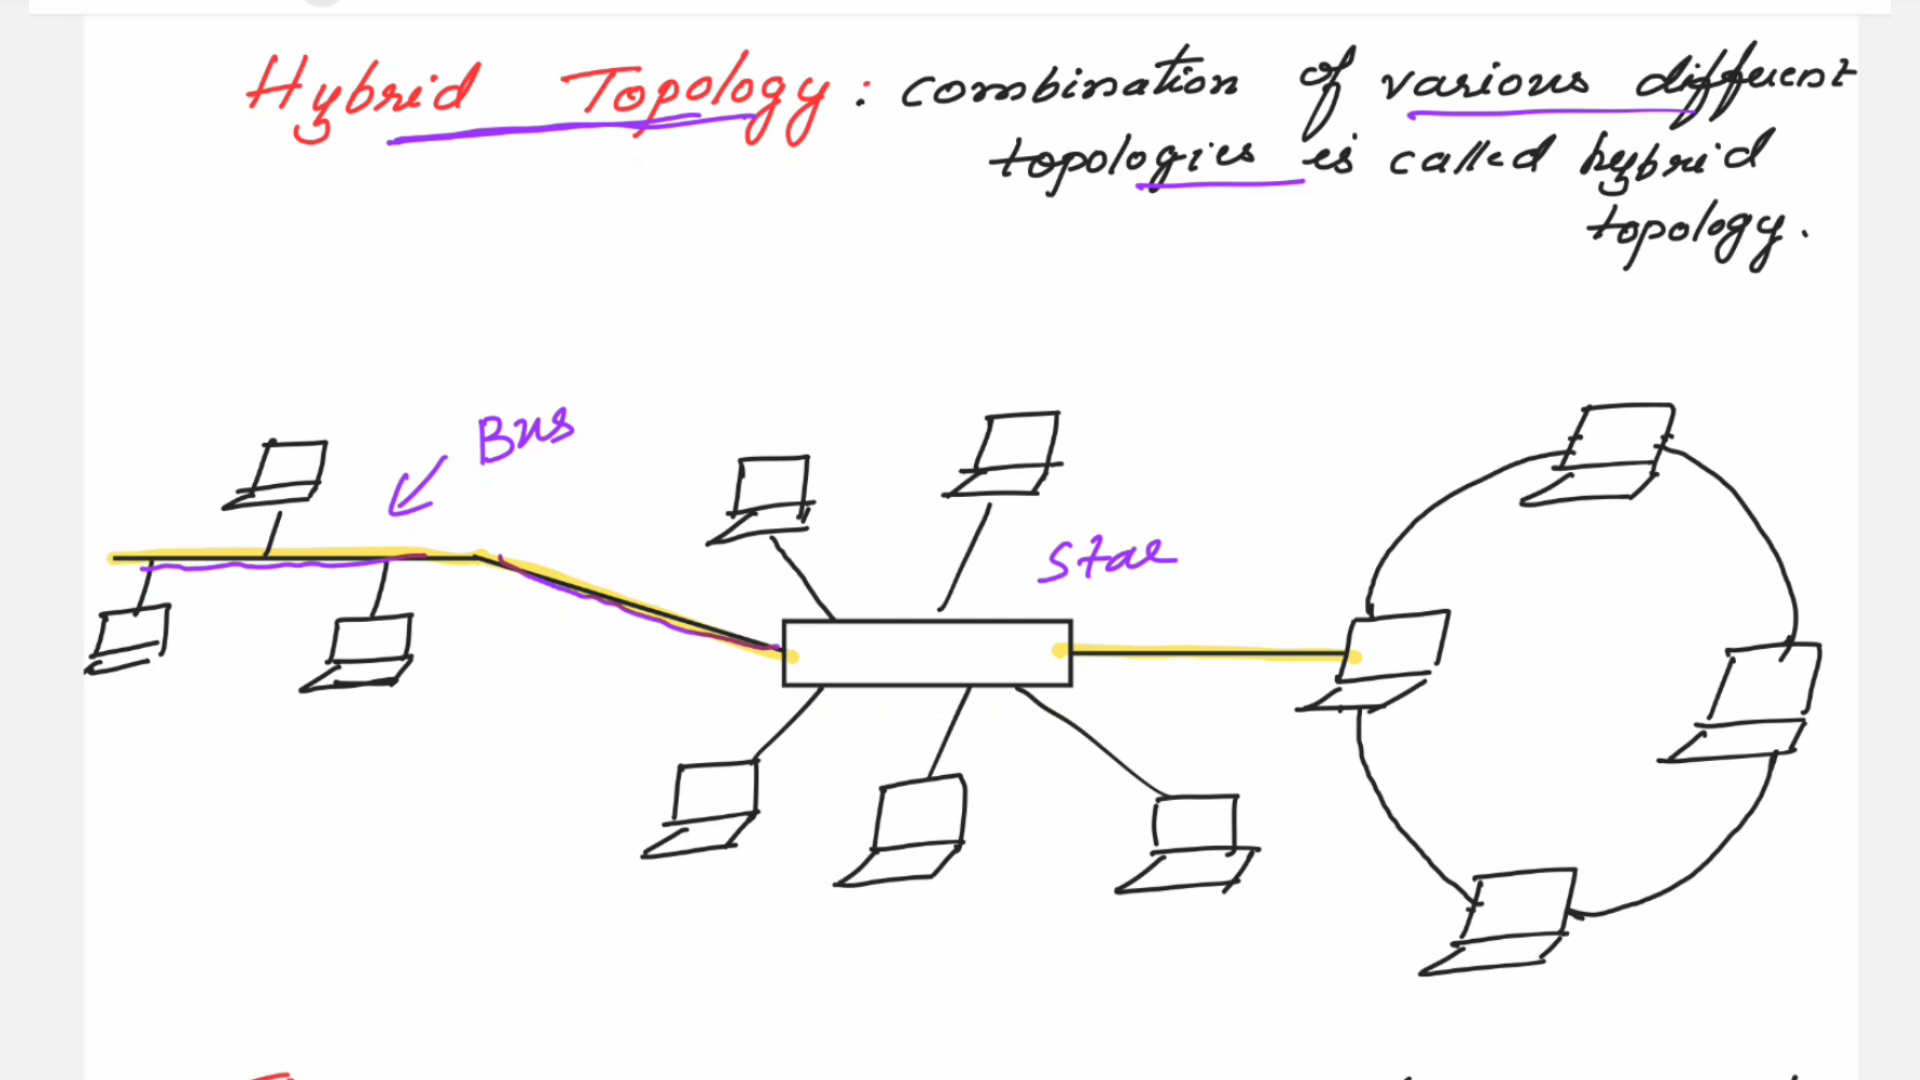 Hybrid Topology : combination of various different
topologies is called hybrid
topology.
Bus
Star